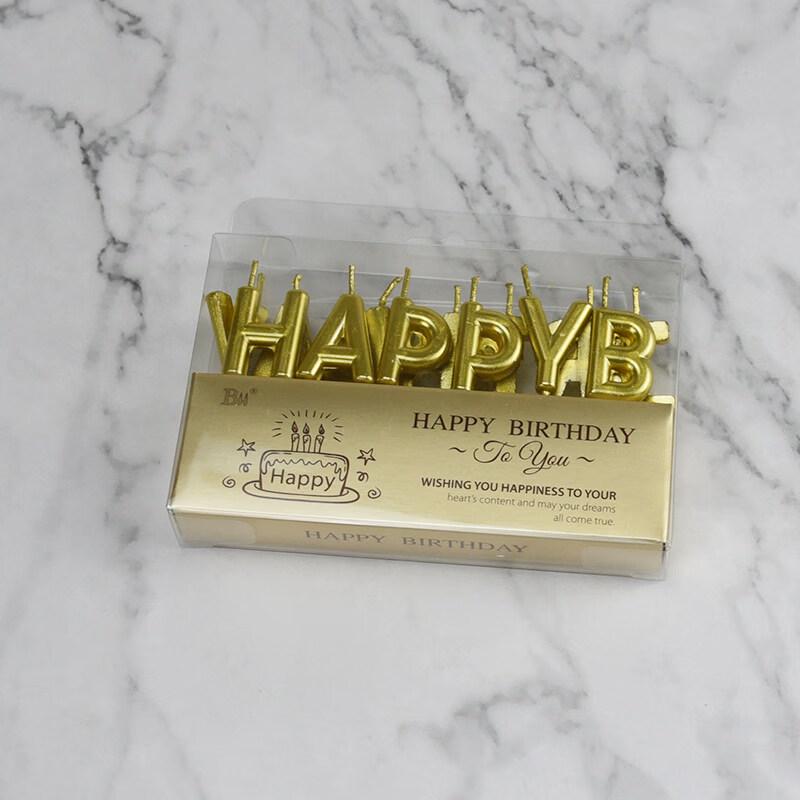 HAPPYB
BM®
Happy
HAPPY BIRTHDAY
~ To You ~
WISHING YOU HAPPINESS TO YOUR
heart's content and may your dreams
all come true.
HAPPY BIRTHDAY